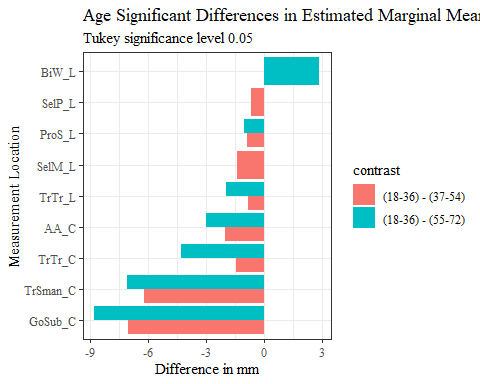 Age Significant Differences in Estimated Marginal Mear
Tukey significance level 0.05
BiW_L
SelP_L
ProS_L
SelM_L
TrTr_L
AA_C
TrTr_C
TrSman_C
GoSub_C
Measurement Location
-9 -6 -3 0 3
Difference in mm
contrast
(18-36) - (37-54)
(18-36) - (55-72)